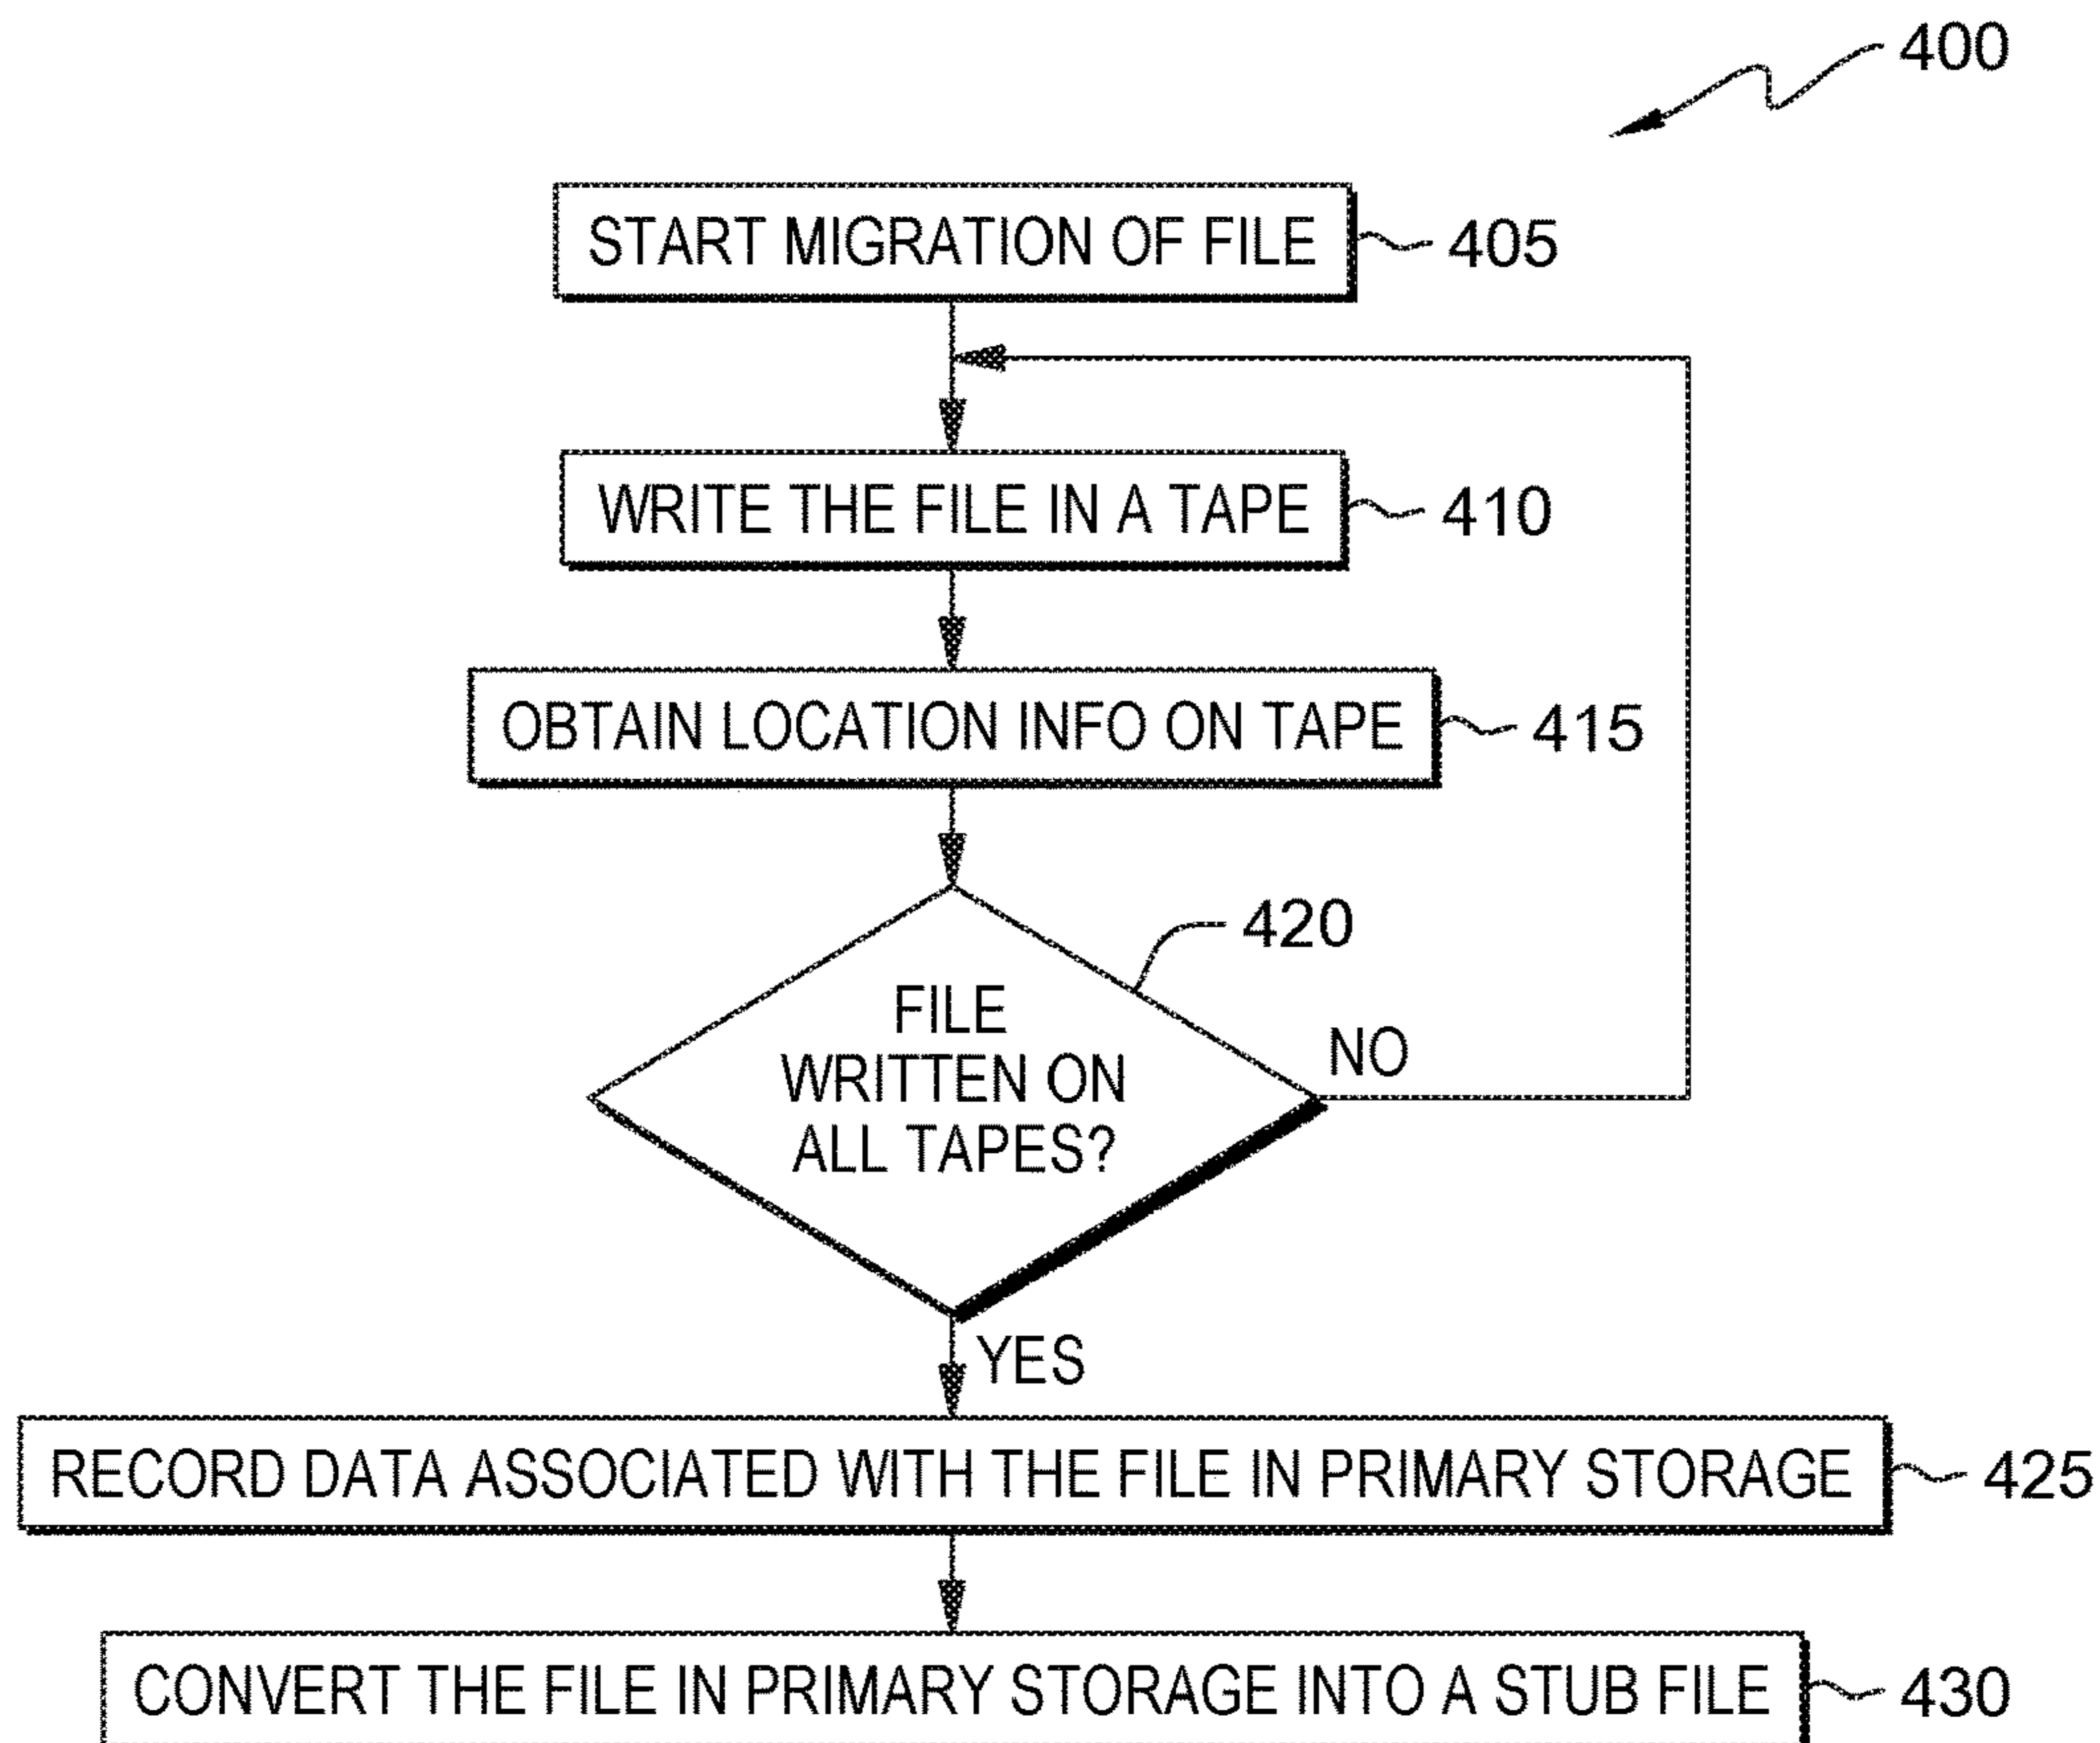 400
START MIGRATION OF FILE
405
WRITE THE FILE IN A TAPE
410
OBTAIN LOCATION INFO ON TAPE
415
420
FILE
WRITTEN ON
ALL TAPES?
NO
YES
RECORD DATA ASSOCIATED WITH THE FILE IN PRIMARY STORAGE
425
CONVERT THE FILE IN PRIMARY STORAGE INTO A STUB FILE
430